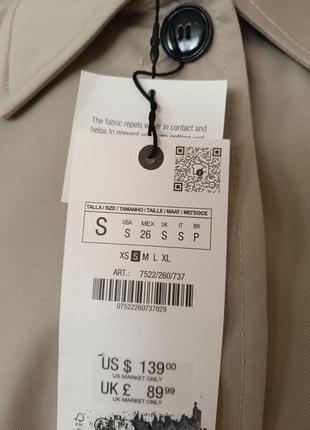 The fabric repels water in contact and
helps to prevent
TALLA / SIZE / TAMANHO / TAILLE / MAAT / ΜΕΓΕΘΟΣ
S
USA MEX UK IT BR
S 26 S S P
XS S M L XL
ART.: 7522/260/737
07522260737029
US $ 139.00
US MARKET ONLY
UK £ 89.99
UK MARKET ONLY
FSC